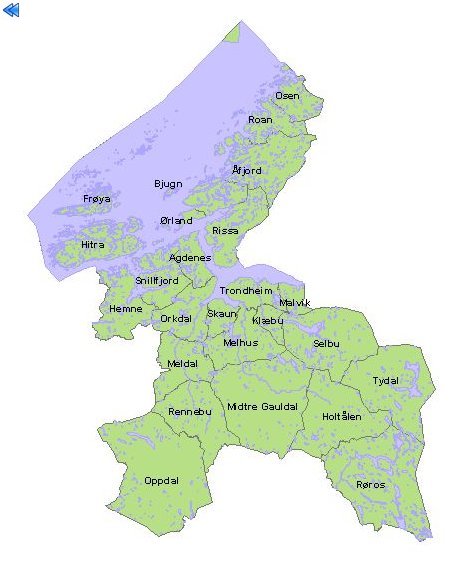 Osen
Roan
Åfjord
Bjugn
Frøya
Ørland
Rissa
Hitra
Agdenes
Snillfjord
Trondheim
Malvik
Hemne
Orkdal
Skaun
Klæbu
Melhus
Selbu
Meldal
Tydal
Rennebu
Midtre Gauldal
Holtålen
Oppdal
Røros